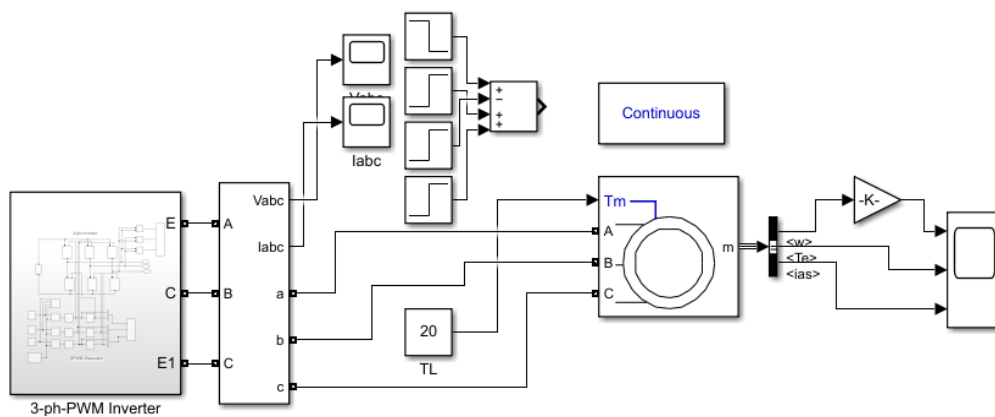 Vabc
Iabc
+
−
+
+
Continuous
E
C
E1
3-ph-PWM Inverter
A
B
C
Vabc
Iabc
a
b
c
20
TL
Tm
A
B
C
m
<w>
<Te>
<ias>
-K-